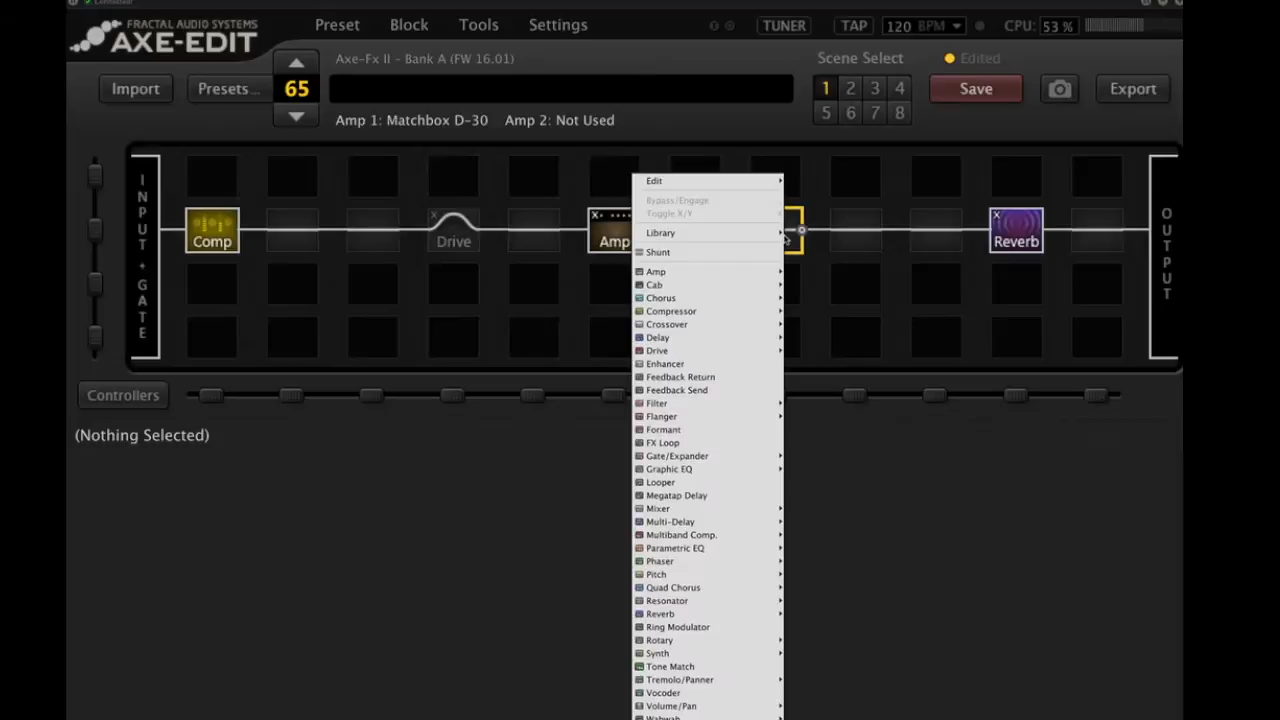 Connected
FRACTAL AUDIO SYSTEMS
AXE-EDIT
Preset Block Tools Settings
TUNER TAP 120 BPM CPU: 53 %
Axe-Fx II - Bank A (FW 16.01)
Scene Select
Edited
Import
Presets...
65
1 2 3 4
5 6 7 8
Save
Export
Amp 1: Matchbox D-30 Amp 2: Not Used
INPUT + GATE
Comp
Drive
Amp
Reverb
OUTPUT
Controllers
(Nothing Selected)
Edit
Bypass/Engage
Toggle X/Y
Library
Shunt
Amp
Cab
Chorus
Compressor
Crossover
Delay
Drive
Enhancer
Feedback Return
Feedback Send
Filter
Flanger
Formant
FX Loop
Gate/Expander
Graphic EQ
Looper
Megatap Delay
Mixer
Multi-Delay
Multiband Comp.
Parametric EQ
Phaser
Pitch
Quad Chorus
Resonator
Reverb
Ring Modulator
Rotary
Synth
Tone Match
Tremolo/Panner
Vocoder
Volume/Pan
Wahwah